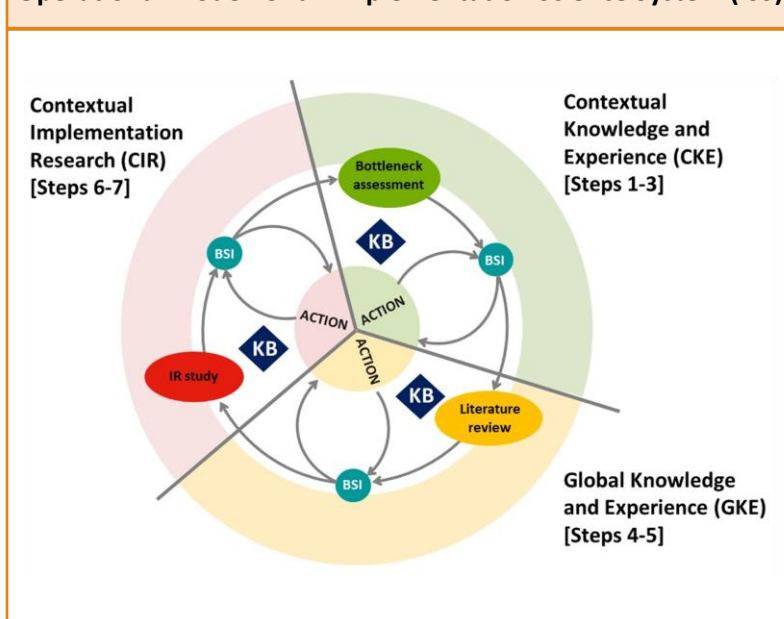 Contextual
Implementation
Research (CIR)
[Steps 6-7]
Contextual
Knowledge and
Experience (CKE)
[Steps 1-3]
Bottleneck
assessment
KB
BSI
BSI
ACTION
ACTION
ACTION
KB
KB
IR study
Literature
review
BSI
Global Knowledge
and Experience (GKE)
[Steps 4-5]